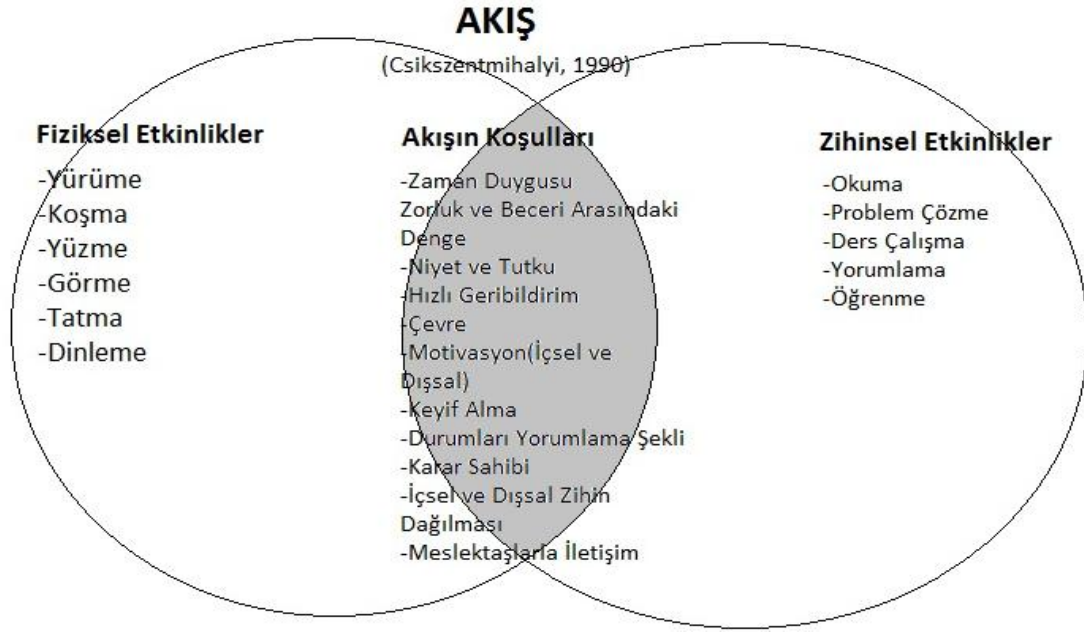 AKIŞ
(Csikszentmihalyi, 1990)
Fiziksel Etkinlikler
-Yürüme
-Koşma
-Yüzme
-Görme
-Tatma
-Dinleme
Akışın Koşulları
-Zaman Duygusu
Zorluk ve Beceri Arasındaki
Denge
-Niyet ve Tutku
-Hızlı Geribildirim
-Çevre
-Motivasyon(İçsel ve
Dışsal)
-Keyif Alma
-Durumları Yorumlama Şekli
-Karar Sahibi
-İçsel ve Dışsal Zihin
Dağılması
-Meslektaşlarla İletişim
Zihinsel Etkinlikler
-Okuma
-Problem Çözme
-Ders Çalışma
-Yorumlama
-Öğrenme